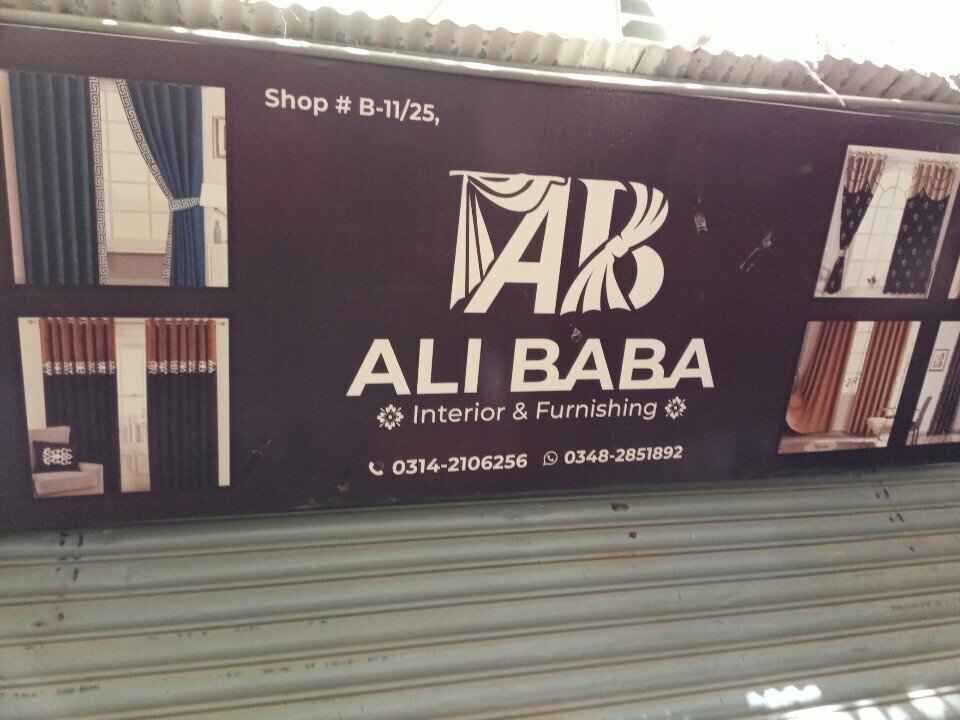 Shop # B-11/25,
AB
ALI BABA
Interior & Furnishing
0314-2106256 0348-2851892